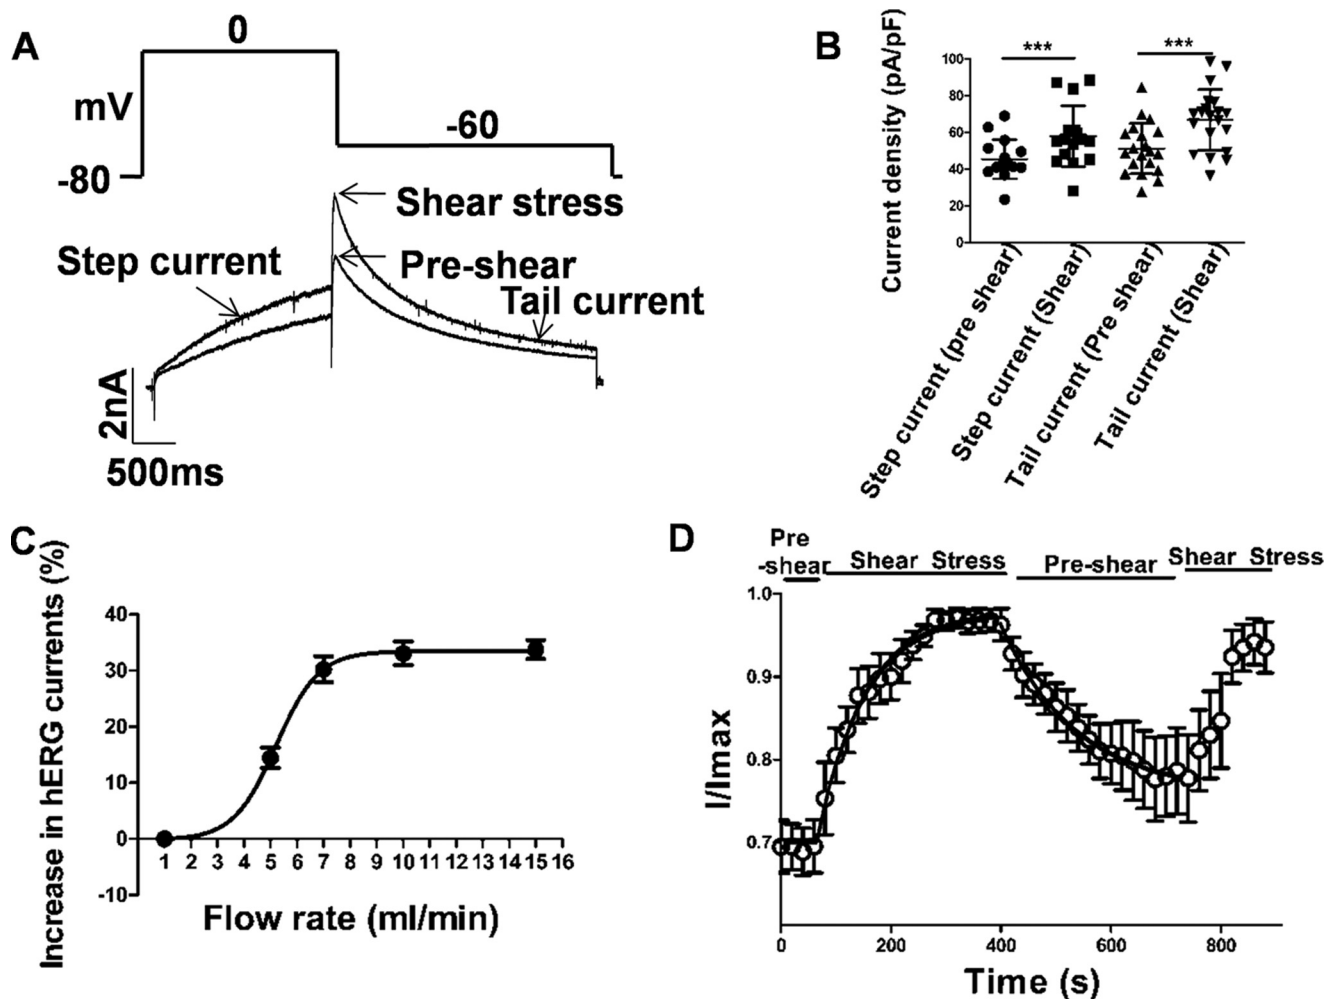 A
0
mV
-60
-80
Shear stress
Step current
Pre-shear
Tail current
2nA
500ms
B
Current density (pA/pF)
100
80
60
40
20
0
***
***
Step current (pre shear)
Step current (Shear)
Tail current (Pre shear)
Tail current (Shear)
C
Increase in hERG currents (%)
40
30
20
10
0
-10
1 2 3 4 5 6 7 8 9 10 11 12 13 14 15 16
Flow rate (ml/min)
D
Pre
-shear
Shear Stress
Pre-shear
Shear Stress
I/Imax
1.0
0.9
0.8
0.7
0 200 400 600 800
Time (s)